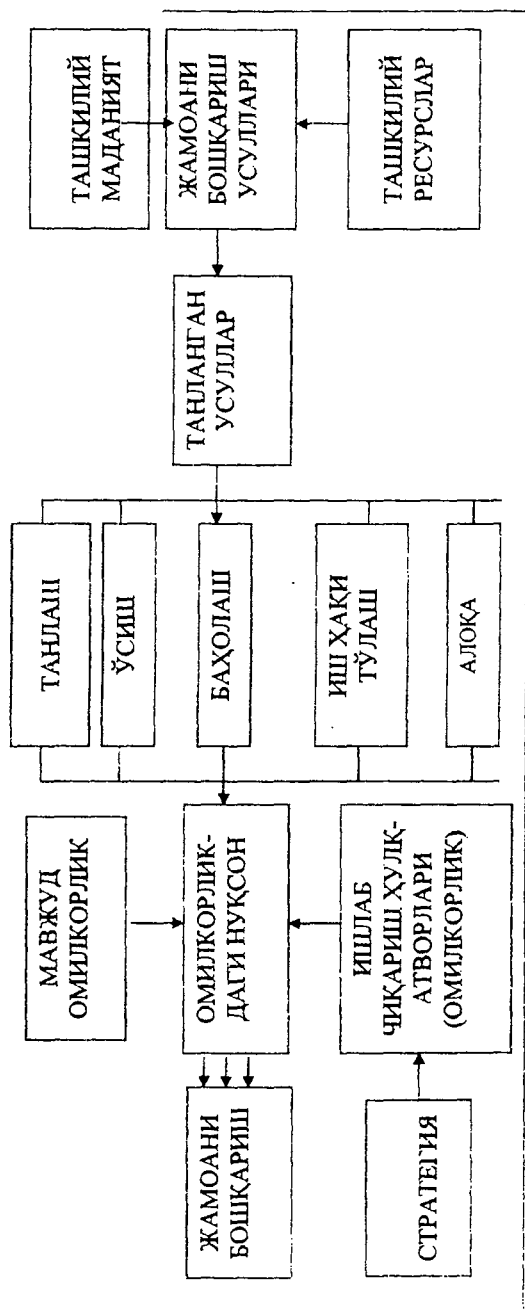 ТАШКИЛИЙ
МАДАНИЯТ
ЖАМОАНИ
БОШҚАРИШ
УСУЛЛАРИ
ТАШКИЛИЙ
РЕСУРСЛАР
ТАНЛАНГАН
УСУЛЛАР
ТАНЛАШ
ЎСИШ
БАҲОЛАШ
ИШ ҲАҚИ
ТЎЛАШ
АЛОҚА
МАВЖУД
ОМИЛКОРЛИК
ОМИЛКОРЛИК-
ДАГИ НУҚСОН
ИШЛАБ
ЧИҚАРИШ ХУЛҚ-
АТВОРЛАРИ
(ОМИЛКОРЛИК)
ЖАМОАНИ
БОШҚАРИШ
СТРАТЕГИЯ